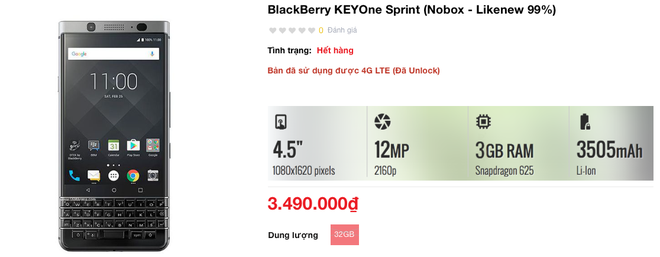 BlackBerry KEYOne Sprint (Nobox - Likenew 99%)
0 Đánh giá
Tình trạng: Hết hàng
Bản đã sử dụng được 4G LTE (Đã Unlock)
4.5" 12MP 3GB RAM 3505mAh
1080x1620 pixels 2160p Snapdragon 625 Li-Ion
3.490.000₫
Dung lượng 32GB
Google
11:00